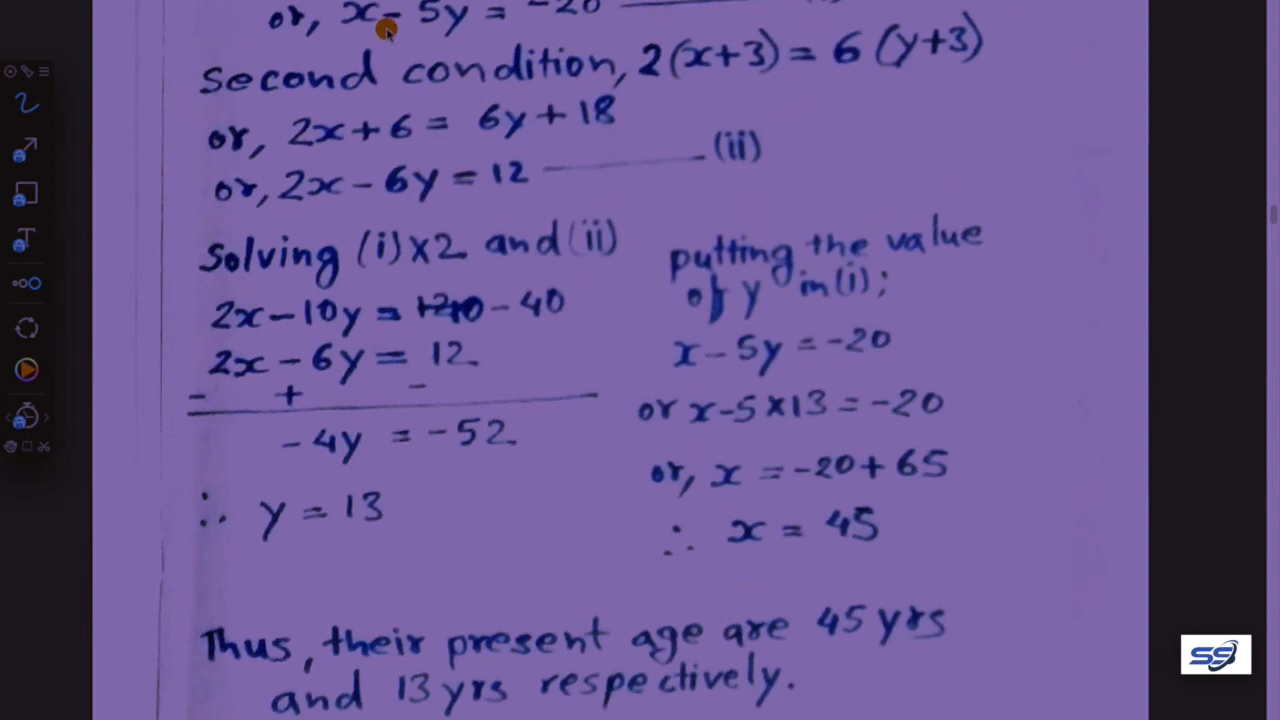 or, x - 5y = -20
Second condition, 2(x+3) = 6(y+3)
or, 2x + 6 = 6y + 18
or, 2x - 6y = 12 ———— (ii)
Solving (i)x2 and (ii)
2x - 10y = - 40
2x - 6y = 12
- + -
- 4y = - 52
∴ y = 13
putting the value
of y in (i);
x - 5y = -20
or x - 5 × 13 = -20
or, x = -20 + 65
∴ x = 45
Thus, their present age are 45 yrs
and 13 yrs respectively.